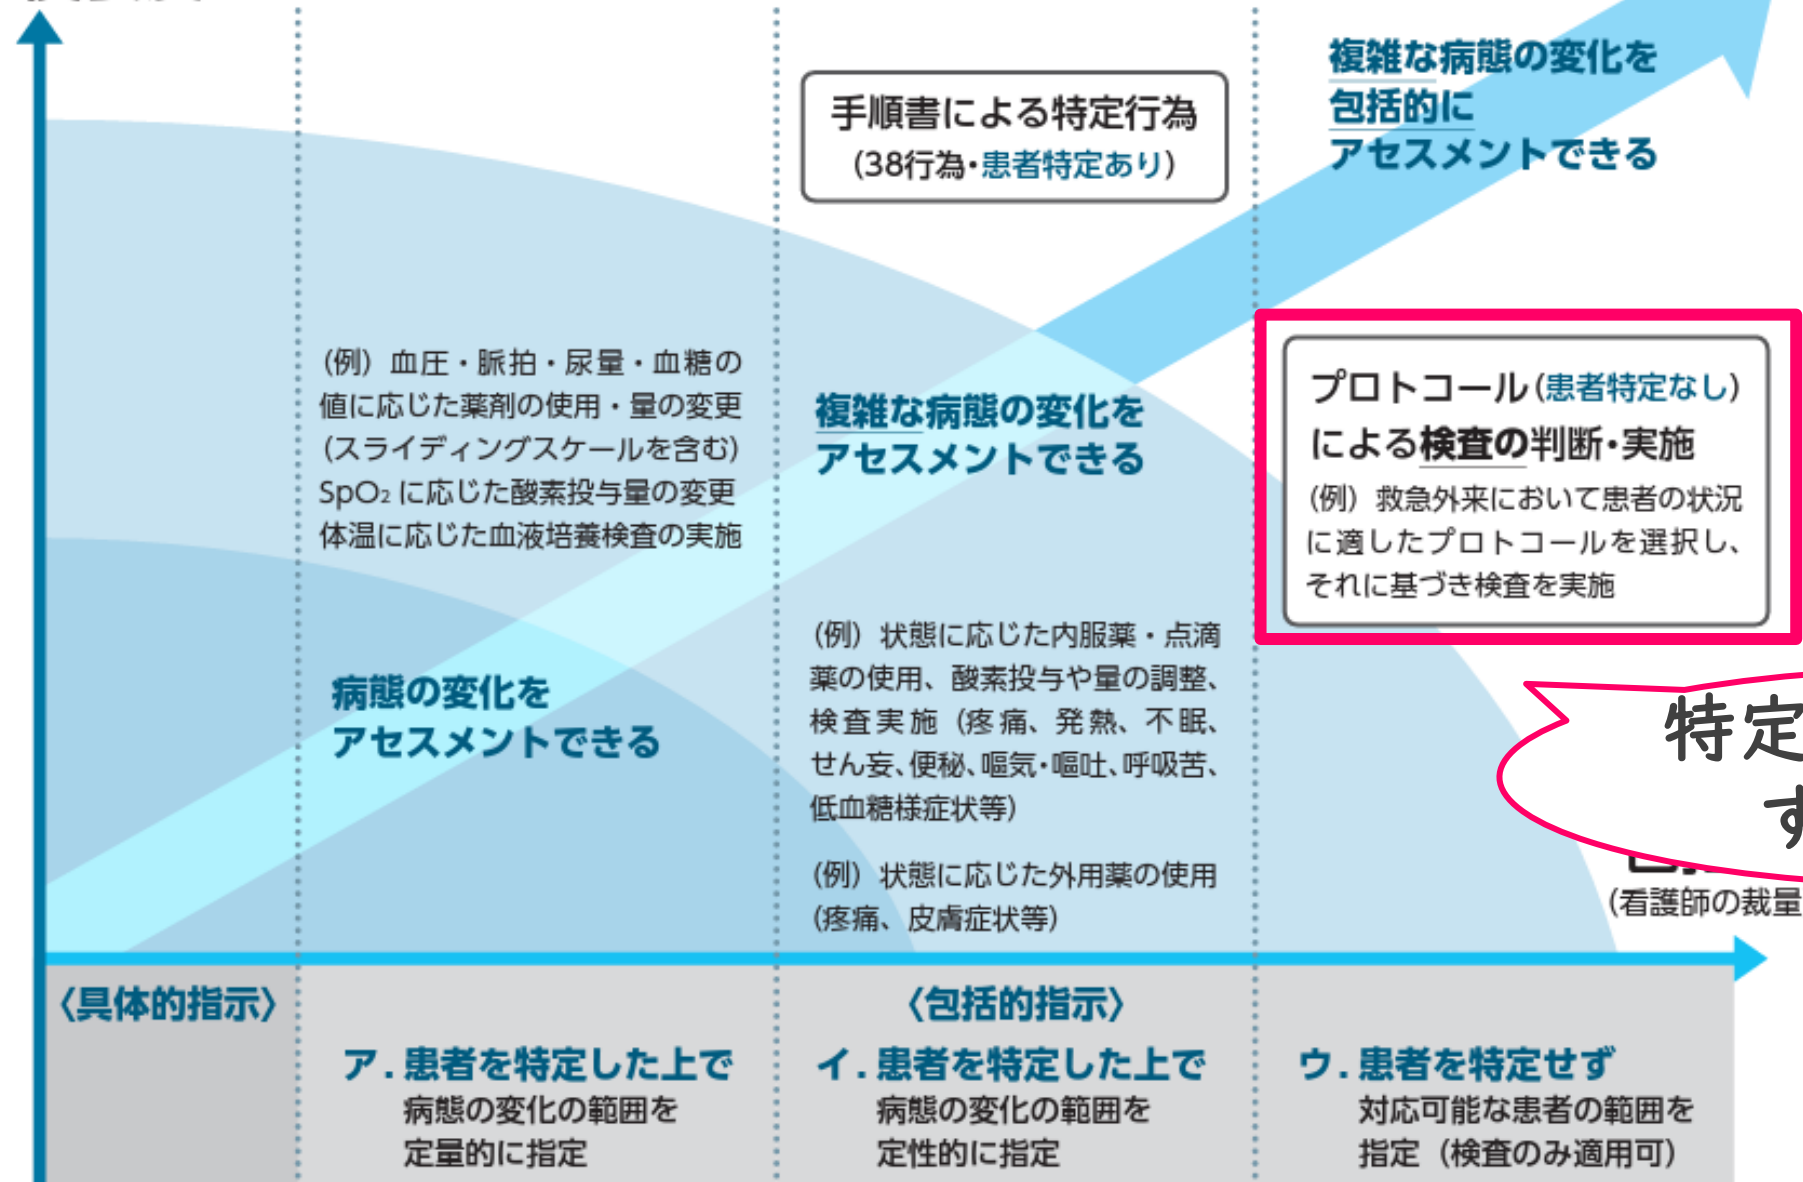 手順書による特定行為
(38行為・患者特定あり)
複雑な病態の変化を
包括的に
アセスメントできる
(例) 血圧・脈拍・尿量・血糖の
値に応じた薬剤の使用・量の変更
(スライディングスケールを含む)
SpO₂ に応じた酸素投与量の変更
体温に応じた血液培養検査の実施
複雑な病態の変化を
アセスメントできる
プロトコール(患者特定なし)
による検査の判断・実施
(例) 救急外来において患者の状況
に適したプロトコールを選択し、
それに基づき検査を実施
病態の変化を
アセスメントできる
(例) 状態に応じた内服薬・点滴
薬の使用、酸素投与や量の調整、
検査実施(疼痛、発熱、不眠、
せん妄、便秘、嘔気・嘔吐、呼吸苦、
低血糖様症状等)
(例) 状態に応じた外用薬の使用
(疼痛、皮膚症状等)
特定
す
(看護師の裁量
〈具体的指示〉
〈包括的指示〉
ア. 患者を特定した上で
病態の変化の範囲を
定量的に指定
イ. 患者を特定した上で
病態の変化の範囲を
定性的に指定
ウ. 患者を特定せず
対応可能な患者の範囲を
指定(検査のみ適用可)